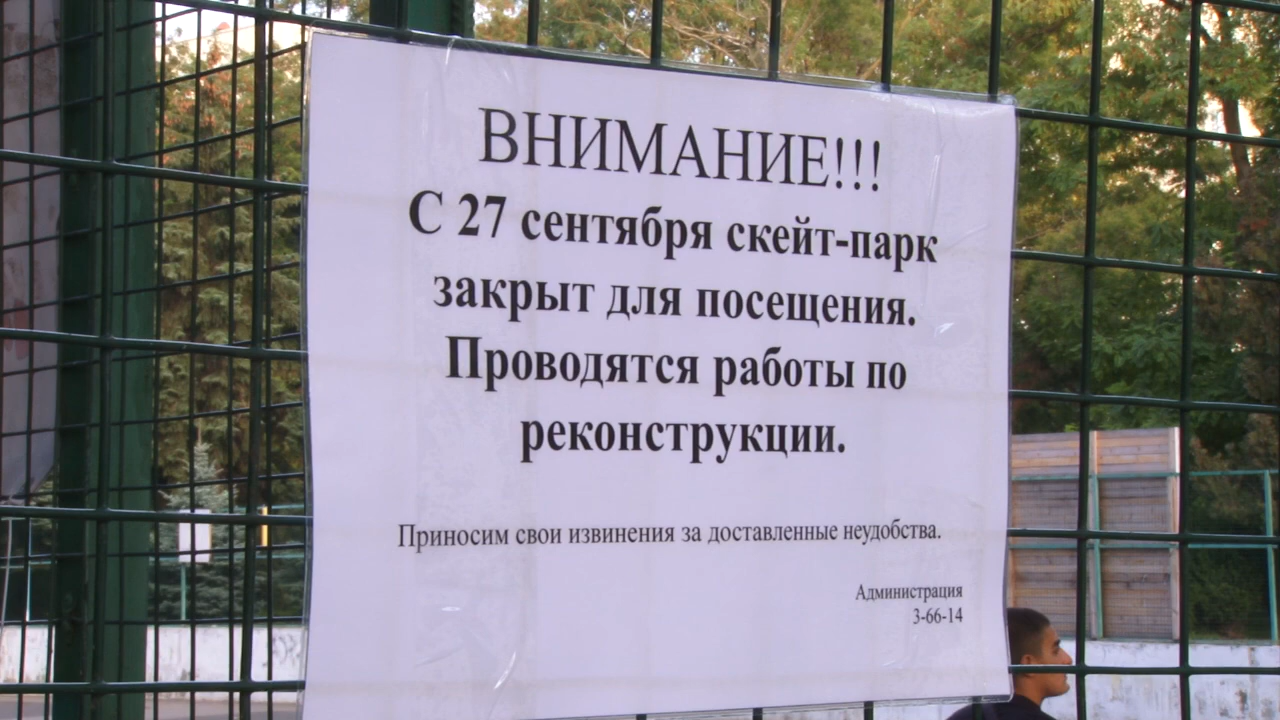 ВНИМАНИЕ!!!
С 27 сентября скейт-парк
закрыт для посещения.
Проводятся работы по
реконструкции.
Приносим свои извинения за доставленные неудобства.
Администрация
3-66-14